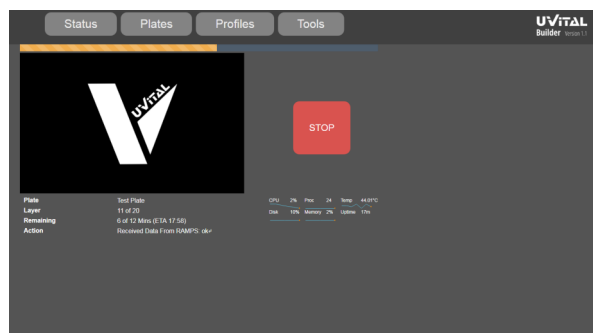 Status Plates Profiles Tools
UVITAL
Builder Version 1.1
UVITAL
STOP
Plate Test Plate
Layer 11 of 20
Remaining 6 of 12 Mins (ETA 17:58)
Action Received Data From RAMPS: ok↵
CPU 2% Proc 24 Temp 44.01°C
Disk 10% Memory 2% Uptime 17m